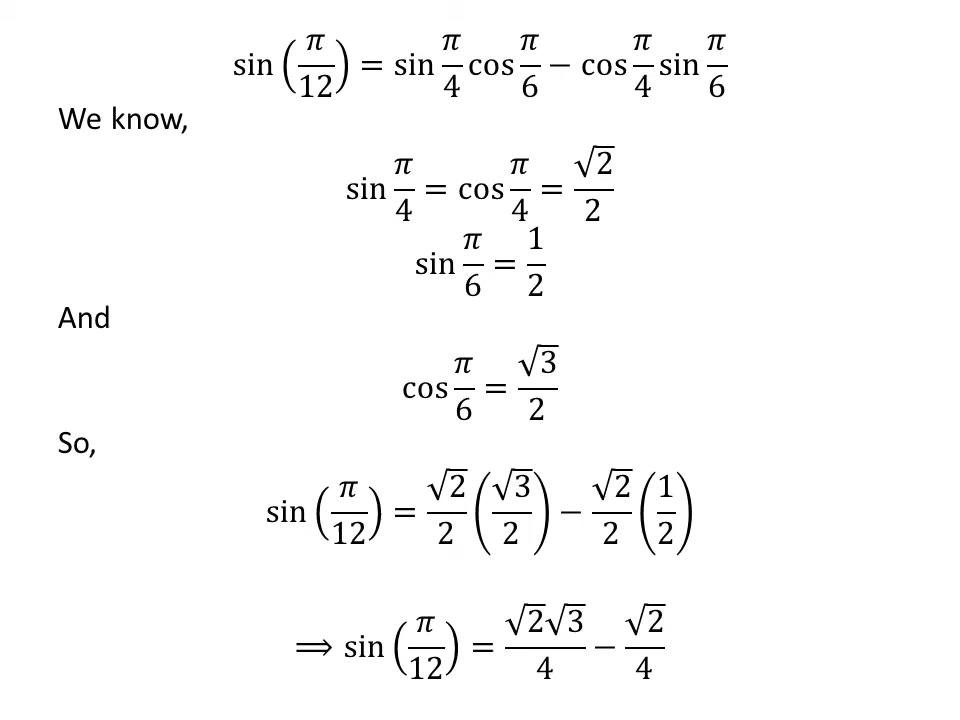 sin(π/12) = sin π/4 cos π/6 − cos π/4 sin π/6
We know,
sin π/4 = cos π/4 = √2/2
sin π/6 = 1/2
And
cos π/6 = √3/2
So,
sin(π/12) = √2/2 (√3/2) − √2/2 (1/2)
⟹ sin(π/12) = √2√3/4 − √2/4